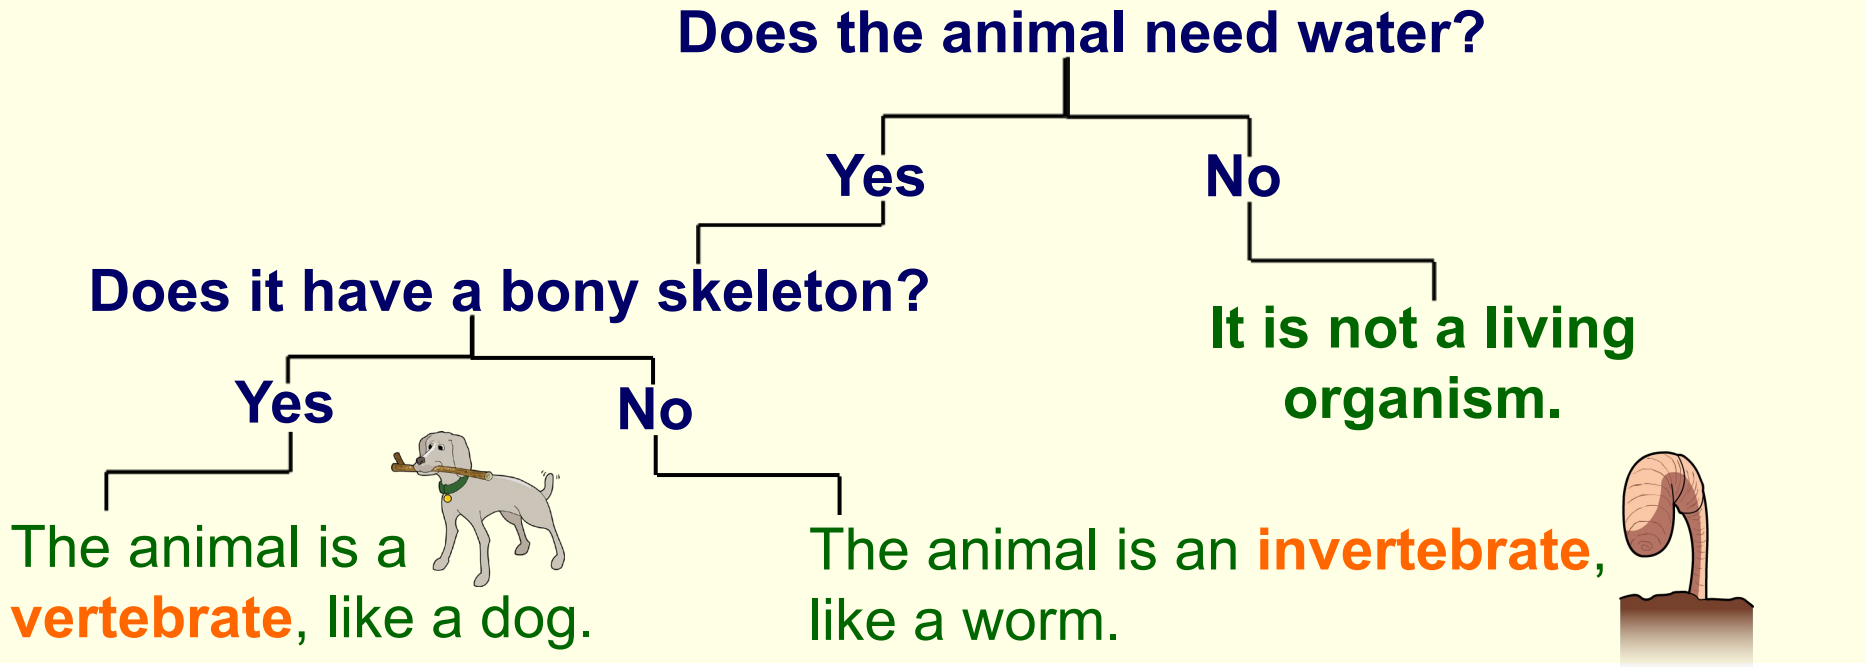 Does the animal need water?
Yes
No
Does it have a bony skeleton?
It is not a living
organism.
Yes
No
The animal is a
vertebrate, like a dog.
The animal is an invertebrate,
like a worm.